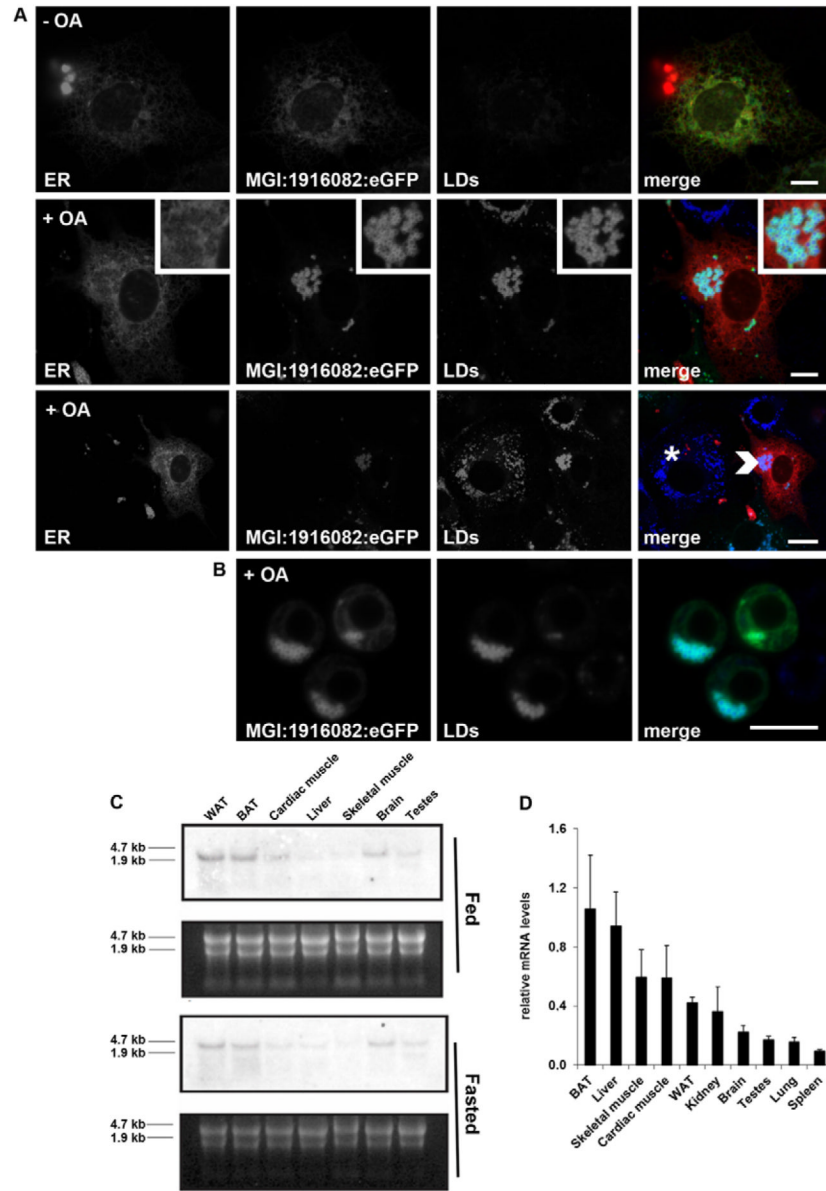 A
- OA
ER
MGI:1916082:eGFP
LDs
merge
+ OA
ER
MGI:1916082:eGFP
LDs
merge
+ OA
*
ER
MGI:1916082:eGFP
LDs
merge
B
+ OA
MGI:1916082:eGFP
LDs
merge
C
WAT
BAT
Cardiac muscle
Liver
Skeletal muscle
Brain
Testes
4.7 kb
1.9 kb
Fed
4.7 kb
1.9 kb
4.7 kb
1.9 kb
Fasted
4.7 kb
1.9 kb
D
relative mRNA levels
1.6
1.2
0.8
0.4
0.0
BAT
Liver
Skeletal muscle
Cardiac muscle
WAT
Kidney
Brain
Testes
Lung
Spleen